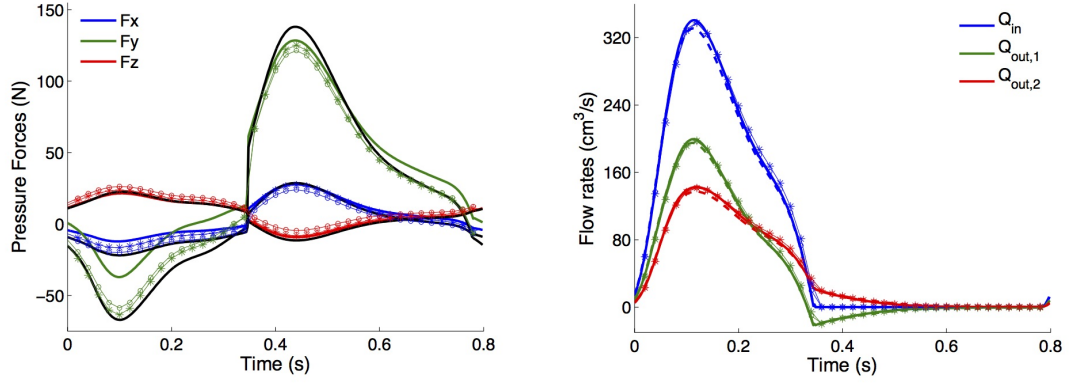 150
100
50
0
−50
Pressure Forces (N)
Fx
Fy
Fz
0 0.2 0.4 0.6 0.8
Time (s)
320
240
160
80
0
Flow rates (cm³/s)
Q_in
Q_out,1
Q_out,2
0 0.2 0.4 0.6 0.8
Time (s)